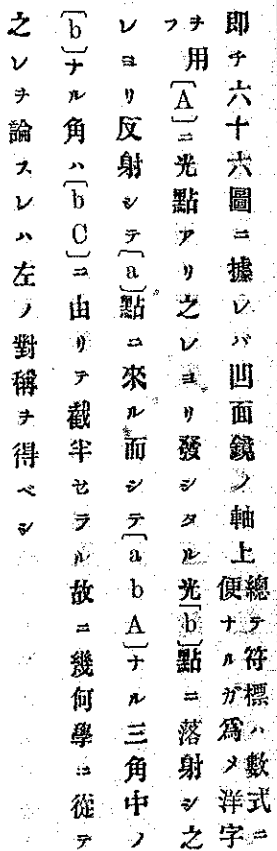 即チ六十六圖ニ據レバ凹面鏡ノ軸上
總テ符標ハ數式ニ
便ナルガ爲メ洋字
ヲ用
フ
[A]ニ光點アリ之レヨリ發シタル光[b]點ニ落射シ之
レヨリ反射シテ[a]點ニ來ル而シテ[a b A]ナル三角中ノ
[b]ナル角ハ[b C]ニ由リテ截半セラル故ニ幾何學ニ從テ
之レヲ論スレハ左ノ對稱ヲ得ベシ